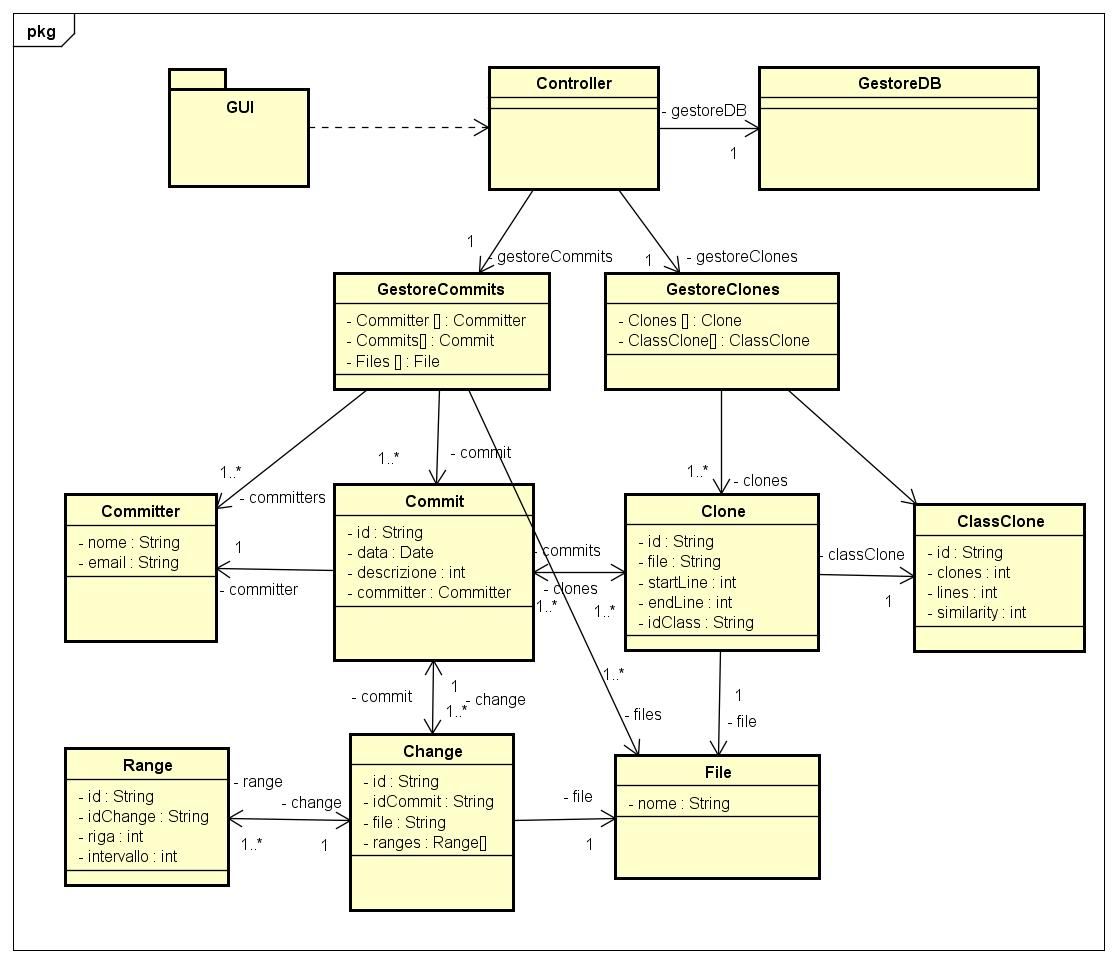 pkg
GUI
Controller
GestoreDB
- gestoreDB
1
1
- gestoreCommits
1
- gestoreClones
GestoreCommits
- Committer [] : Committer
- Commits[] : Commit
- Files [] : File
GestoreClones
- Clones [] : Clone
- ClassClone[] : ClassClone
1..*
- committers
1..*
- commit
1..*
- clones
Committer
- nome : String
- email : String
1
- committer
Commit
- id : String
- data : Date
- descrizione : int
- committer : Committer
- commits
- clones
1..*
1..*
Clone
- id : String
- file : String
- startLine : int
- endLine : int
- idClass : String
- classClone
1
ClassClone
- id : String
- clones : int
- lines : int
- similarity : int
- commit
1
- change
1..*
1..*
- files
1
- file
Range
- id : String
- idChange : String
- riga : int
- intervallo : int
- range
- change
1..*
1
Change
- id : String
- idCommit : String
- file : String
- ranges : Range[]
- file
1
File
- nome : String